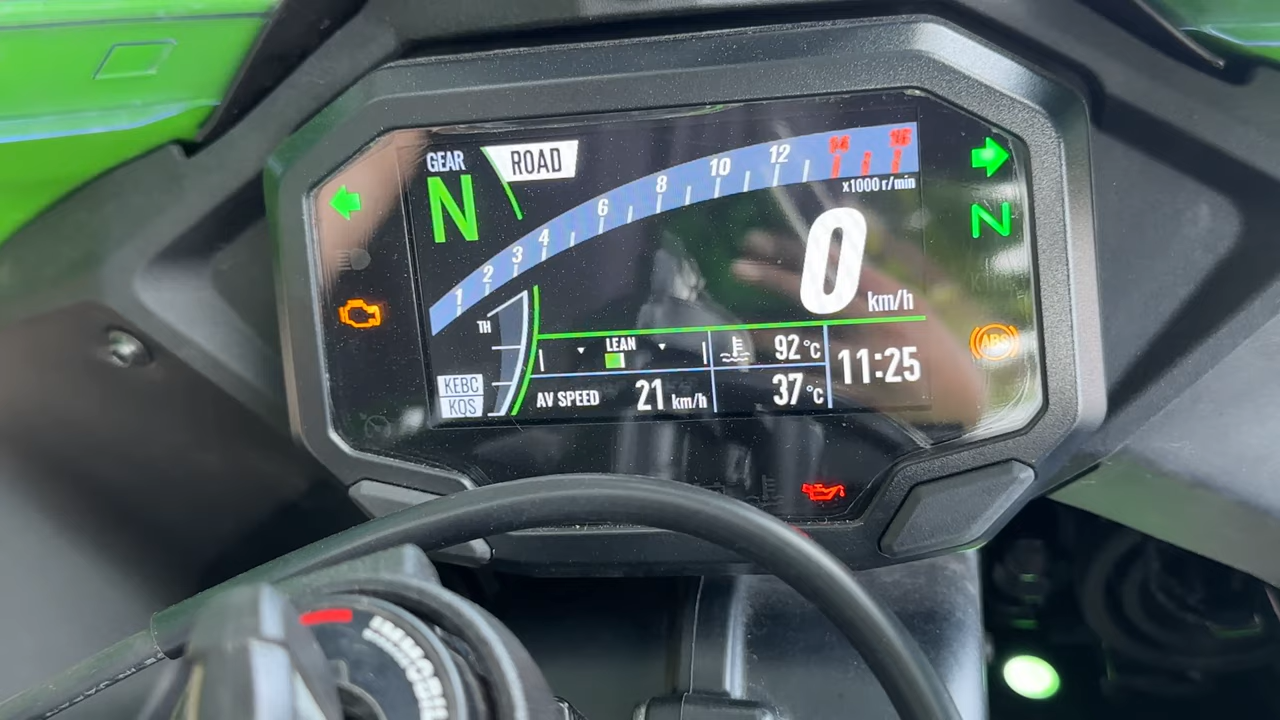 GEAR
N
ROAD
1 2 3 4 6 8 10 12 14 16
x1000 r/min
N
0 km/h
TH
LEAN
92 °C
11:25
KEBC
KQS
AV SPEED 21 km/h
37 °C
ABS